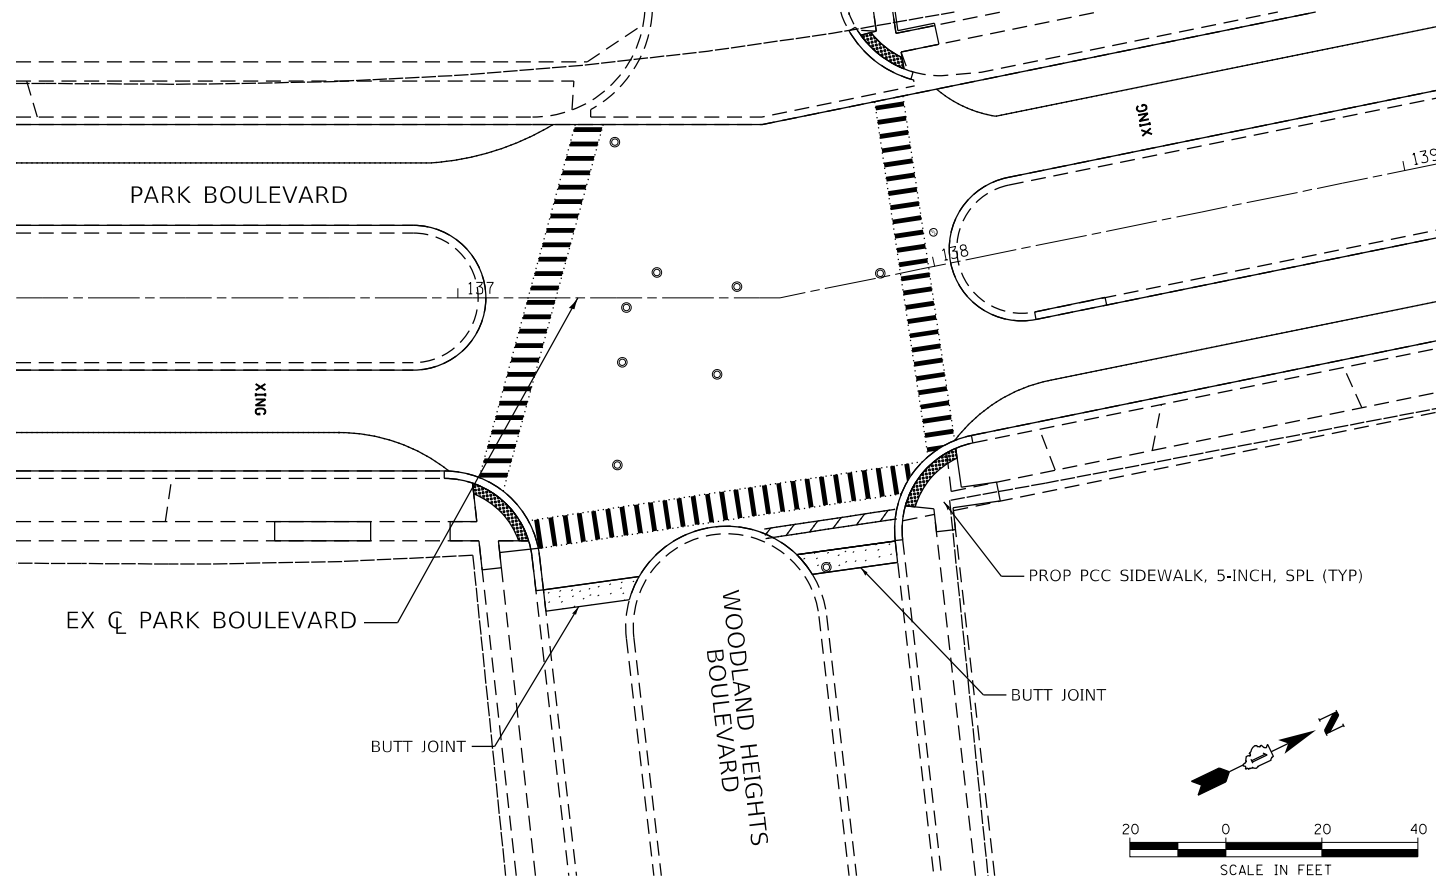 XING
139
PARK BOULEVARD
138
137
XING
PROP PCC SIDEWALK, 5-INCH, SPL (TYP)
EX ℄ PARK BOULEVARD
WOODLAND HEIGHTS
BOULEVARD
BUTT JOINT
BUTT JOINT
N
20 0 20 40
SCALE IN FEET